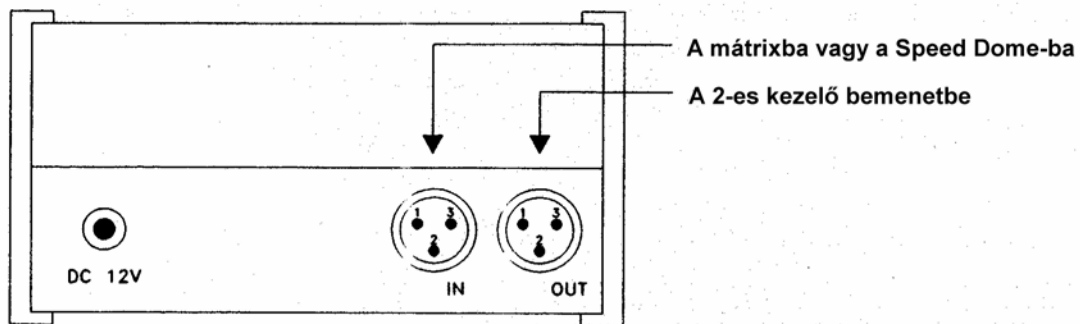 A mátrixba vagy a Speed Dome-ba
A 2-es kezelő bemenetbe
1 3 1 3
2 2
DC 12V
IN OUT